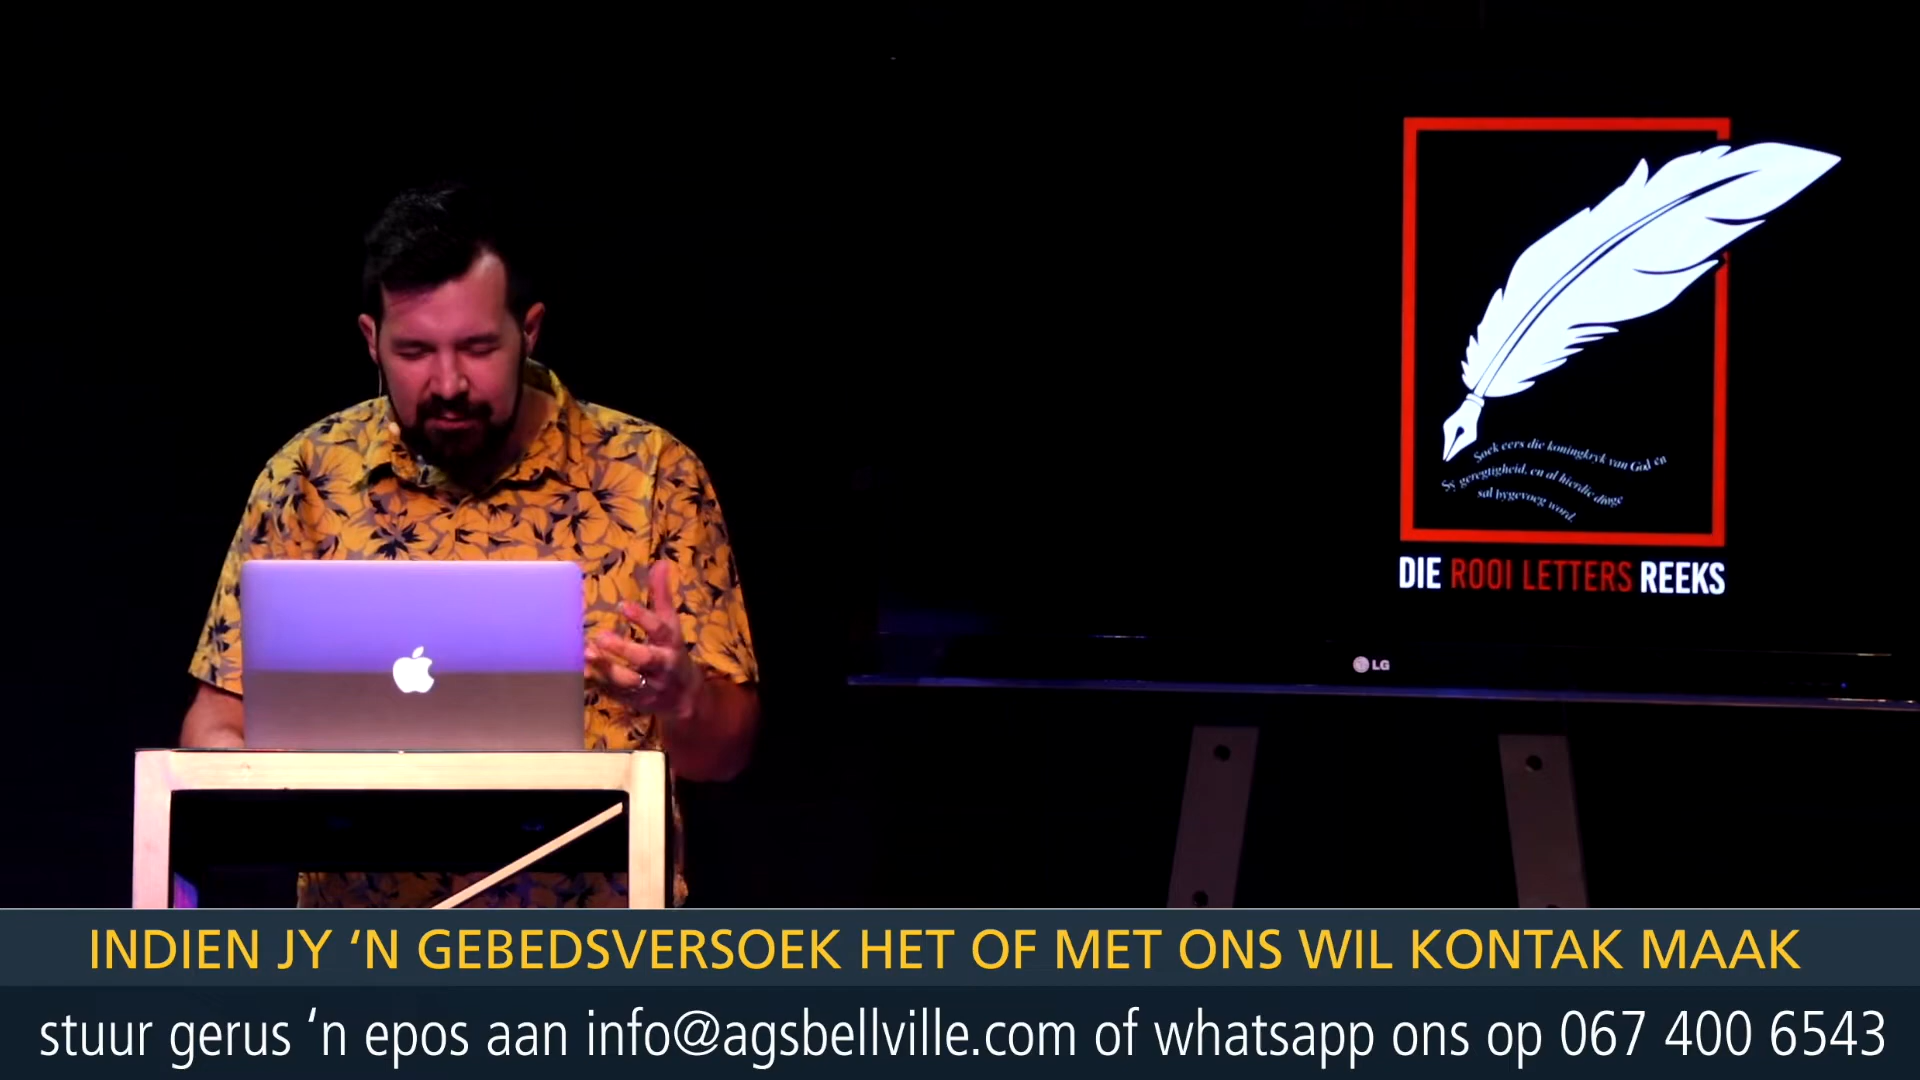 Soek eers die koningkryk van God en
Sy geregtigheid, en al hierdie dinge
sal bygevoeg word.
DIE ROOI LETTERS REEKS
LG
INDIEN JY ‘N GEBEDSVERSOEK HET OF MET ONS WIL KONTAK MAAK
stuur gerus ‘n epos aan info@agsbellville.com of whatsapp ons op 067 400 6543